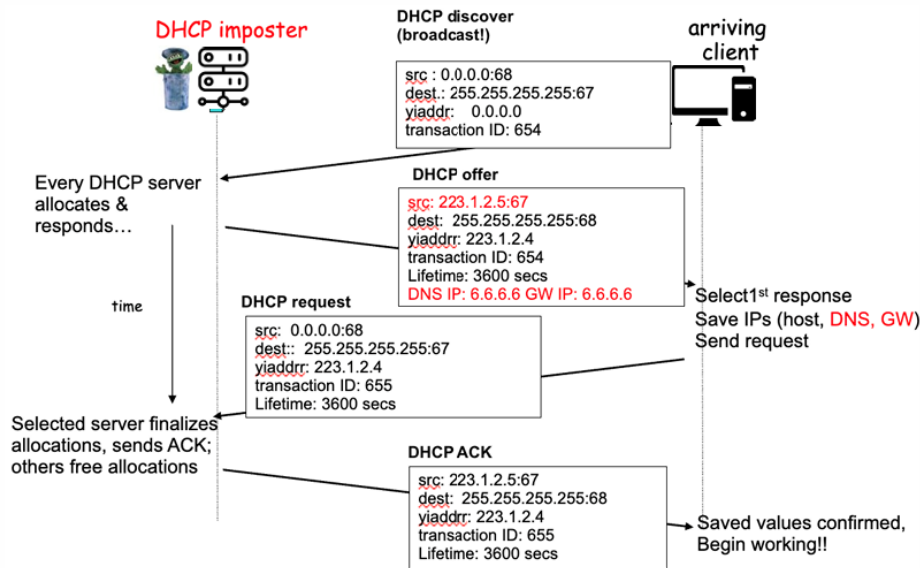 DHCP imposter
DHCP discover
(broadcast!)
arriving
client
src : 0.0.0.0:68
dest.: 255.255.255.255:67
yiaddr: 0.0.0.0
transaction ID: 654
Every DHCP server
allocates &
responds…
DHCP offer
src: 223.1.2.5:67
dest: 255.255.255.255:68
yiaddrr: 223.1.2.4
transaction ID: 654
Lifetime: 3600 secs
DNS IP: 6.6.6.6 GW IP: 6.6.6.6
time
Select1st response
Save IPs (host, DNS, GW)
Send request
DHCP request
src: 0.0.0.0:68
dest:: 255.255.255.255:67
yiaddrr: 223.1.2.4
transaction ID: 655
Lifetime: 3600 secs
Selected server finalizes
allocations, sends ACK;
others free allocations
DHCP ACK
src: 223.1.2.5:67
dest: 255.255.255.255:68
yiaddrr: 223.1.2.4
transaction ID: 655
Lifetime: 3600 secs
Saved values confirmed,
Begin working!!